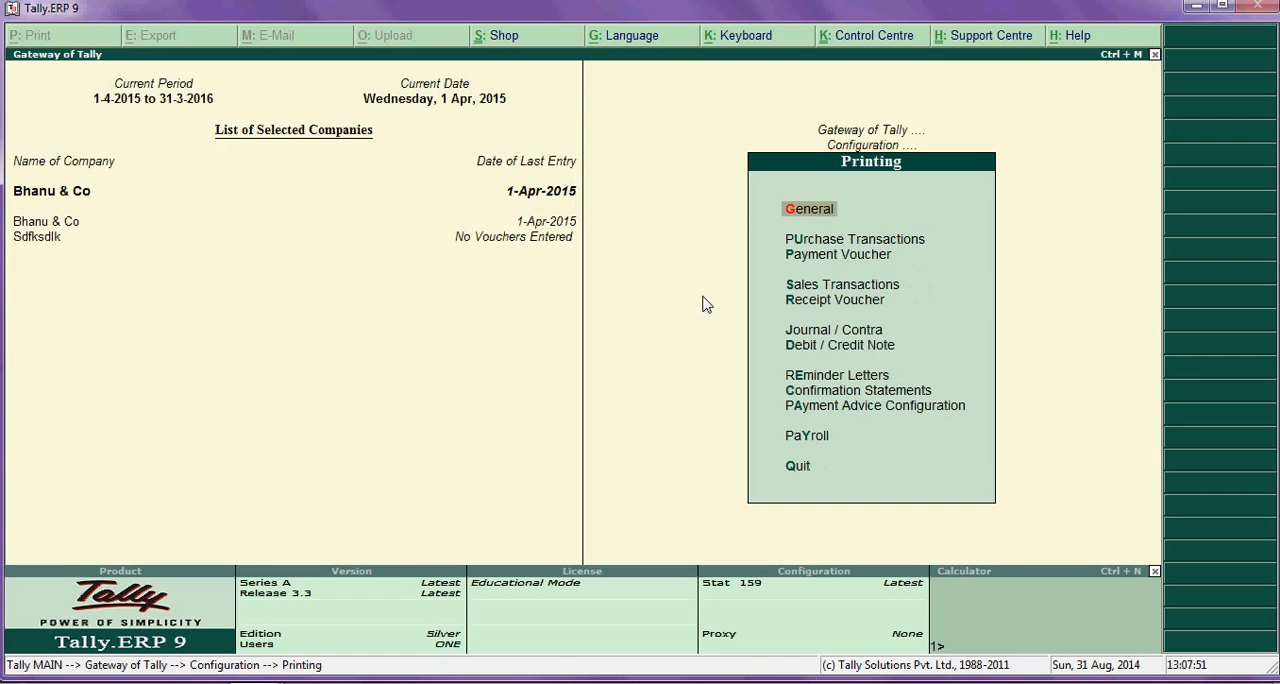 Tally.ERP 9
P: Print E: Export M: E-Mail O: Upload S: Shop G: Language K: Keyboard K: Control Centre H: Support Centre H: Help
Gateway of Tally Ctrl + M
Current Period Current Date
1-4-2015 to 31-3-2016 Wednesday, 1 Apr, 2015
List of Selected Companies
Name of Company Date of Last Entry
Bhanu & Co 1-Apr-2015
Bhanu & Co 1-Apr-2015
Sdfksdlk No Vouchers Entered
Gateway of Tally ....
Configuration ....
Printing
General
PUrchase Transactions
Payment Voucher
Sales Transactions
Receipt Voucher
Journal / Contra
Debit / Credit Note
REminder Letters
Confirmation Statements
PAyment Advice Configuration
PaYroll
Quit
Product Version License Configuration Calculator Ctrl + N
Tally
POWER OF SIMPLICITY
Tally.ERP 9
Series A Latest
Release 3.3 Latest
Edition Silver
Users ONE
Educational Mode
Stat 159 Latest
Proxy None
1>
Tally MAIN --> Gateway of Tally --> Configuration --> Printing (c) Tally Solutions Pvt. Ltd., 1988-2011 Sun, 31 Aug, 2014 13:07:51